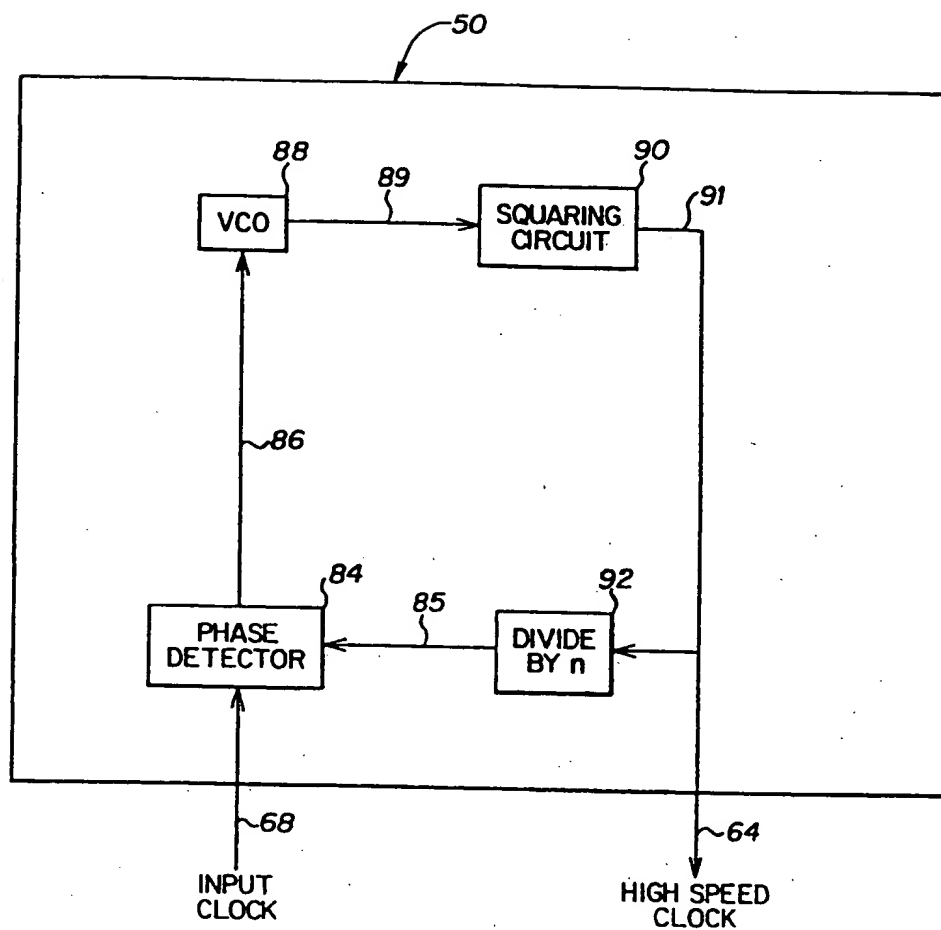 50
88
89
90
91
VCO
SQUARING
CIRCUIT
86
84
85
92
PHASE
DETECTOR
DIVIDE
BY n
68
64
INPUT
CLOCK
HIGH SPEED
CLOCK